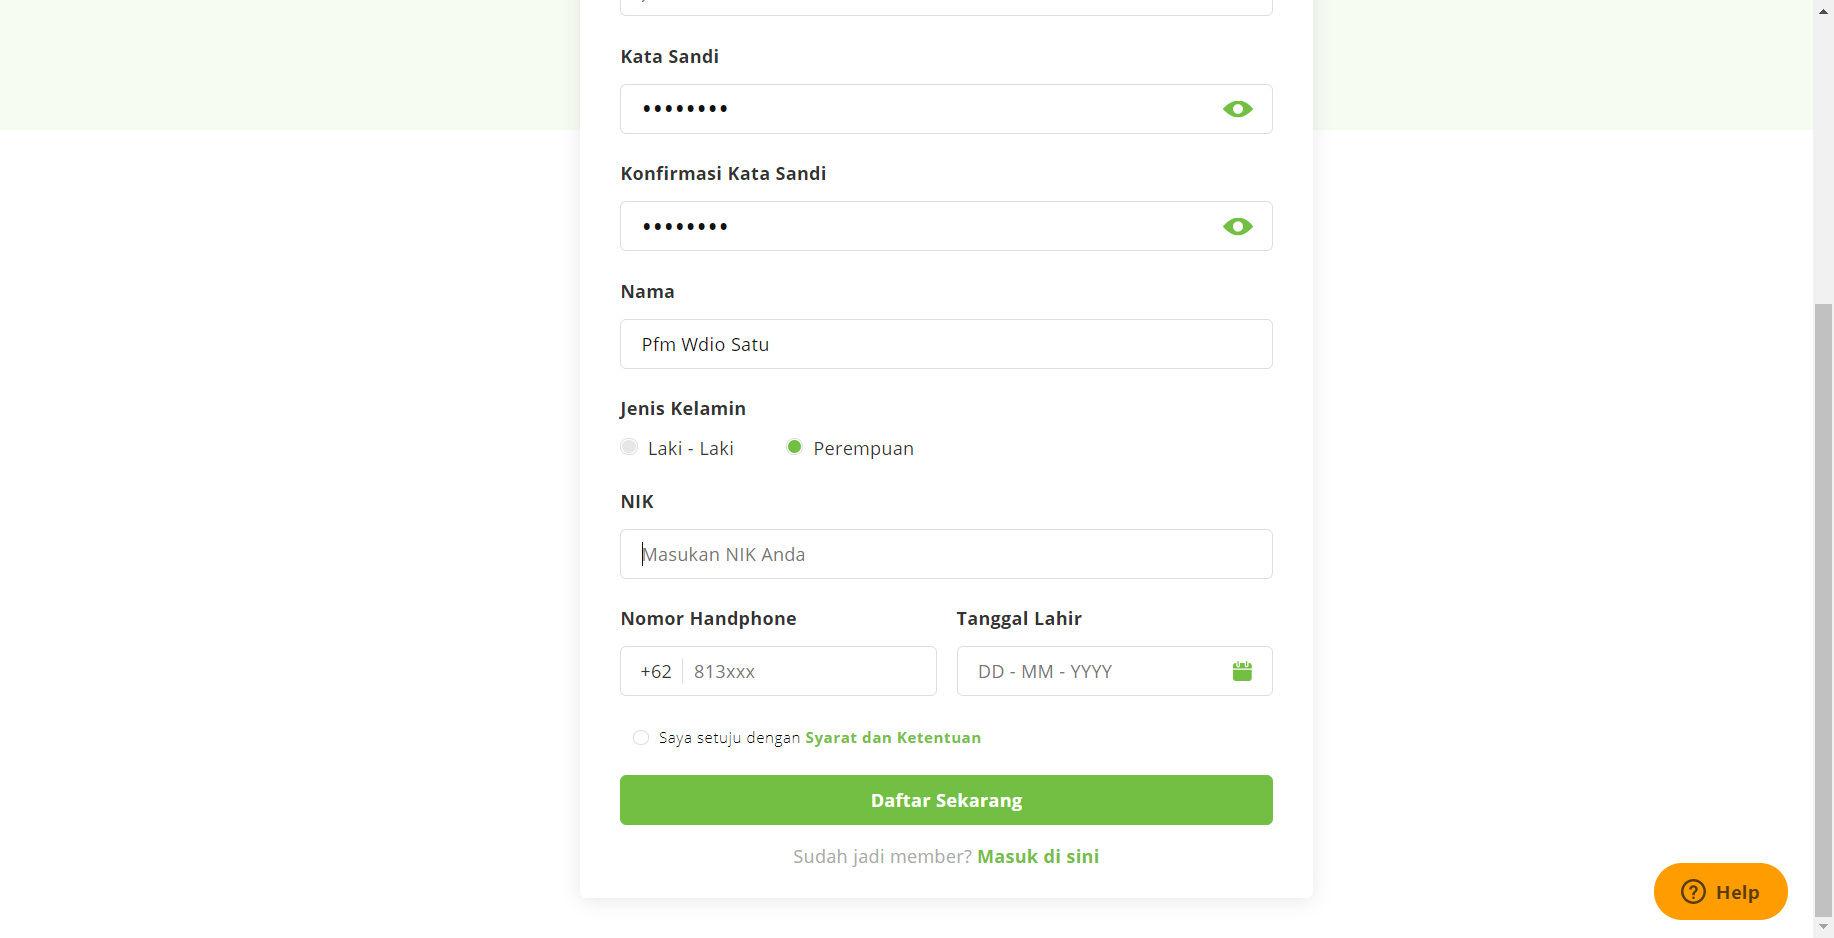 Kata Sandi
••••••••
Konfirmasi Kata Sandi
••••••••
Nama
Pfm Wdio Satu
Jenis Kelamin
Laki - Laki Perempuan
NIK
Masukan NIK Anda
Nomor Handphone Tanggal Lahir
+62 813xxx DD - MM - YYYY
Saya setuju dengan Syarat dan Ketentuan
Daftar Sekarang
Sudah jadi member? Masuk di sini
Help